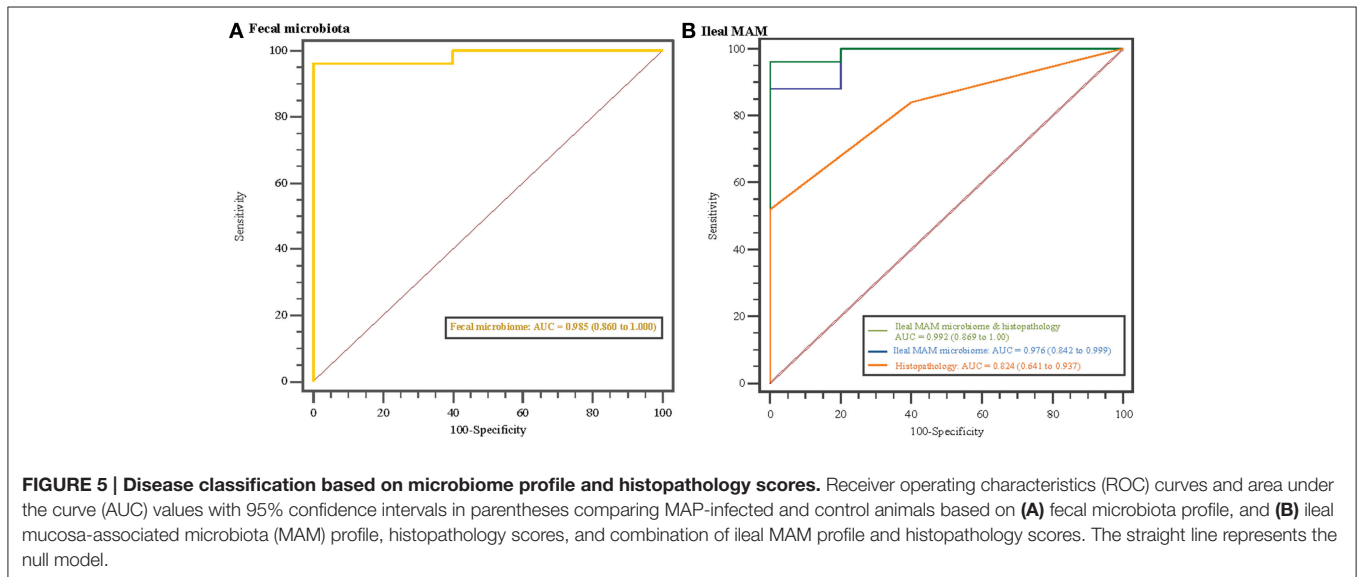 A Fecal microbiota
100
80
60
40
20
0
Sensitivity
Fecal microbiome: AUC = 0.985 (0.860 to 1.000)
0 20 40 60 80 100
100-Specificity
B Ileal MAM
100
80
60
40
20
0
Sensitivity
Ileal MAM microbiome & histopathology
AUC = 0.992 (0.869 to 1.00)
Ileal MAM microbiome: AUC = 0.976 (0.842 to 0.999)
Histopathology: AUC = 0.824 (0.641 to 0.937)
0 20 40 60 80 100
100-Specificity
FIGURE 5 | Disease classification based on microbiome profile and histopathology scores. Receiver operating characteristics (ROC) curves and area under
the curve (AUC) values with 95% confidence intervals in parentheses comparing MAP-infected and control animals based on (A) fecal microbiota profile, and (B) ileal
mucosa-associated microbiota (MAM) profile, histopathology scores, and combination of ileal MAM profile and histopathology scores. The straight line represents the
null model.